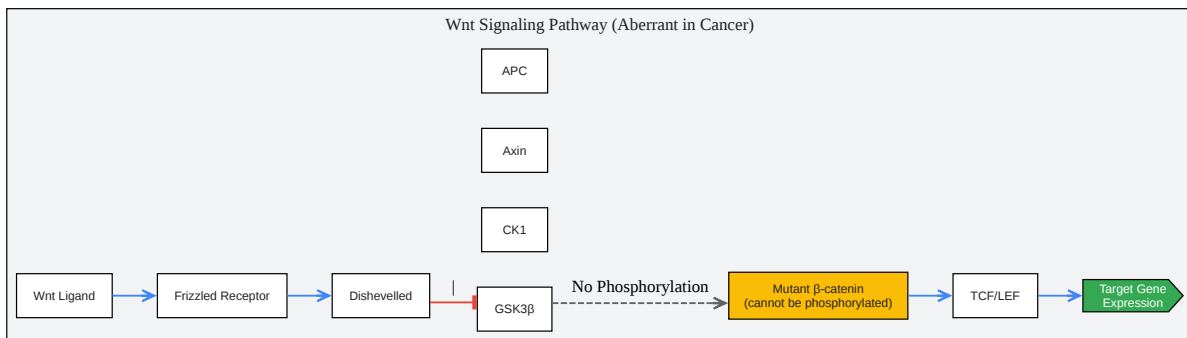 Wnt Signaling Pathway (Aberrant in Cancer)
APC
Axin
CK1
Wnt Ligand
Frizzled Receptor
Dishevelled
|
GSK3β
No Phosphorylation
Mutant β-catenin
(cannot be phosphorylated)
TCF/LEF
Target Gene
Expression